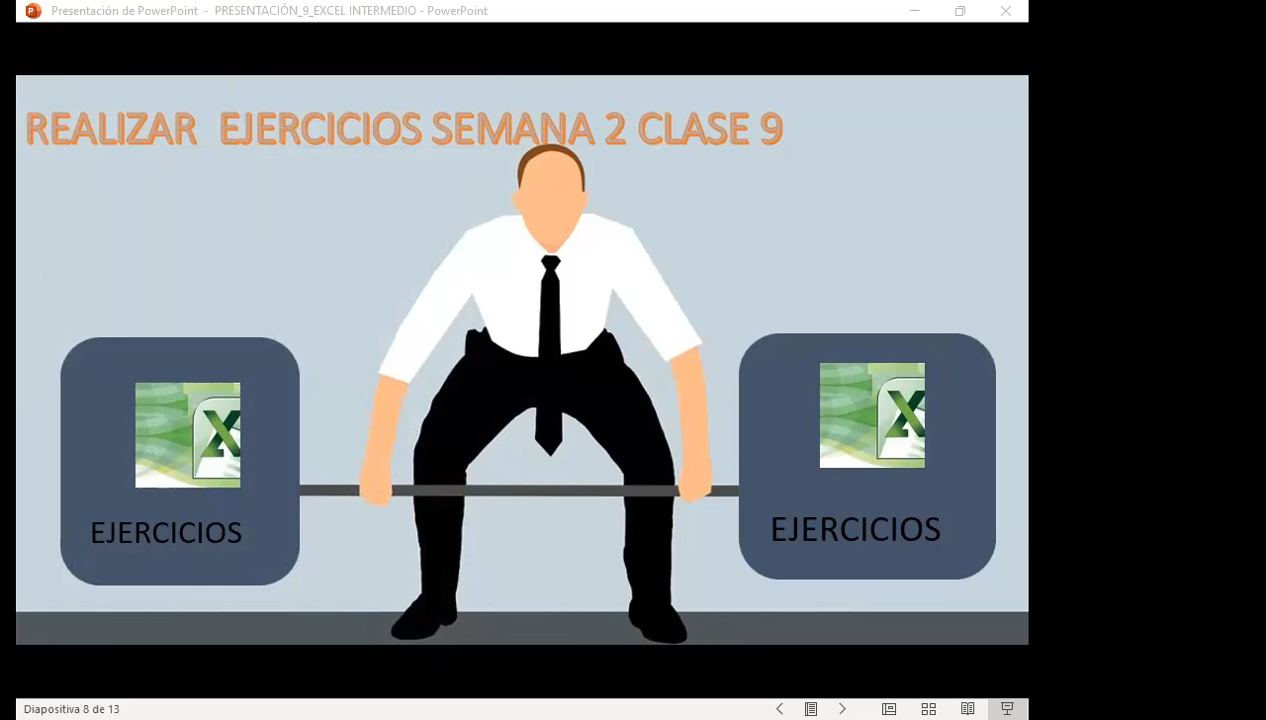 Presentación de PowerPoint - PRESENTACIÓN_9_EXCEL INTERMEDIO - PowerPoint
REALIZAR EJERCICIOS SEMANA 2 CLASE 9
EJERCICIOS
EJERCICIOS
Diapositiva 8 de 13